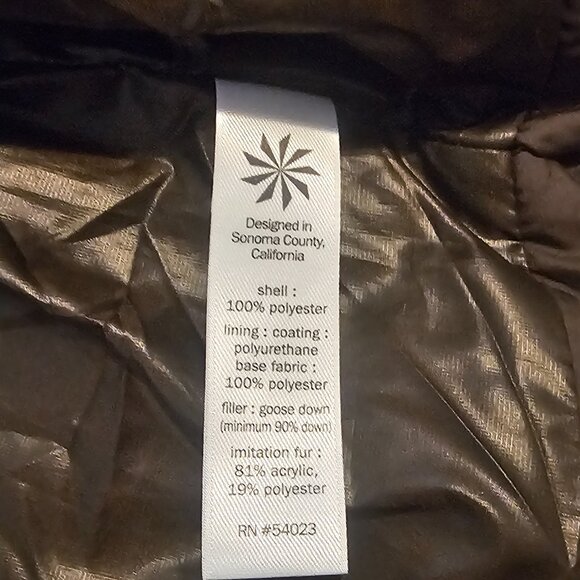 Designed in
Sonoma County,
California
shell :
100% polyester
lining : coating :
polyurethane
base fabric :
100% polyester
filler : goose down
(minimum 90% down)
imitation fur :
81% acrylic,
19% polyester
RN #54023